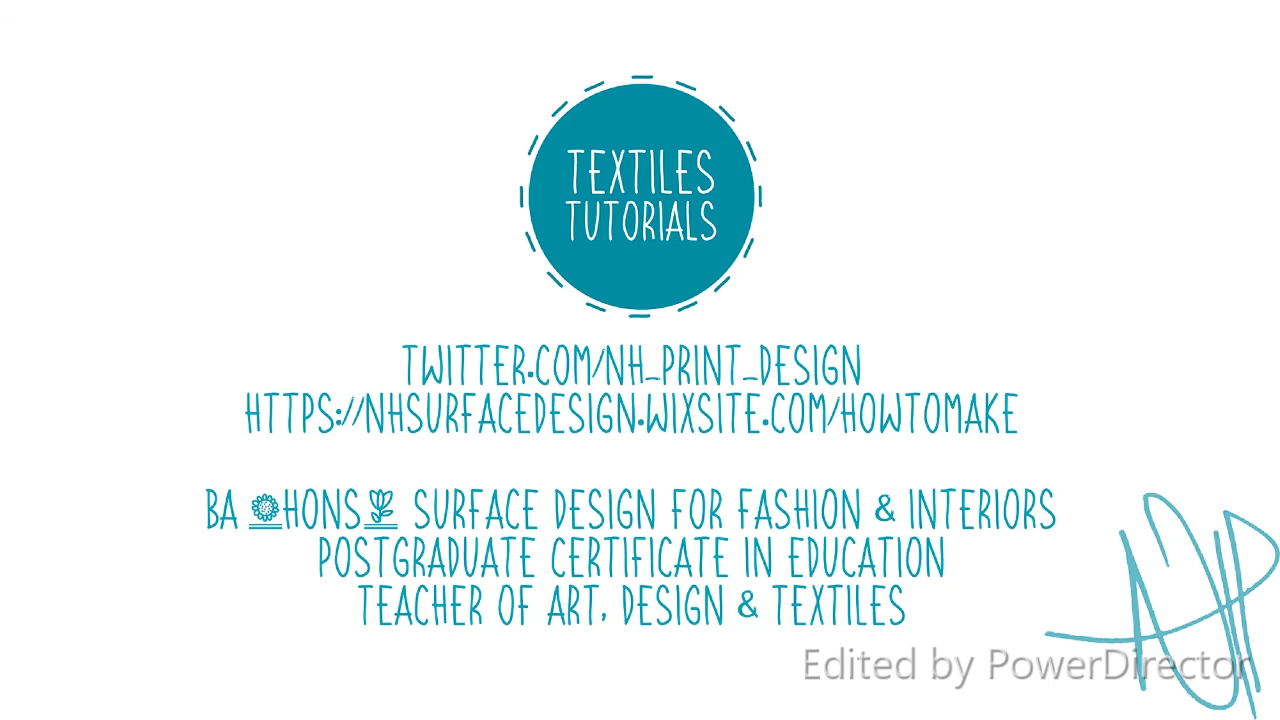 TEXTILES
TUTORIALS
TWITTER.COM/NH_PRINT_DESIGN
HTTPS://NHSURFACEDESIGN.WIXSITE.COM/HOWTOMAKE
BA HONS SURFACE DESIGN FOR FASHION & INTERIORS
POSTGRADUATE CERTIFICATE IN EDUCATION
TEACHER OF ART, DESIGN & TEXTILES
Edited by PowerDirector